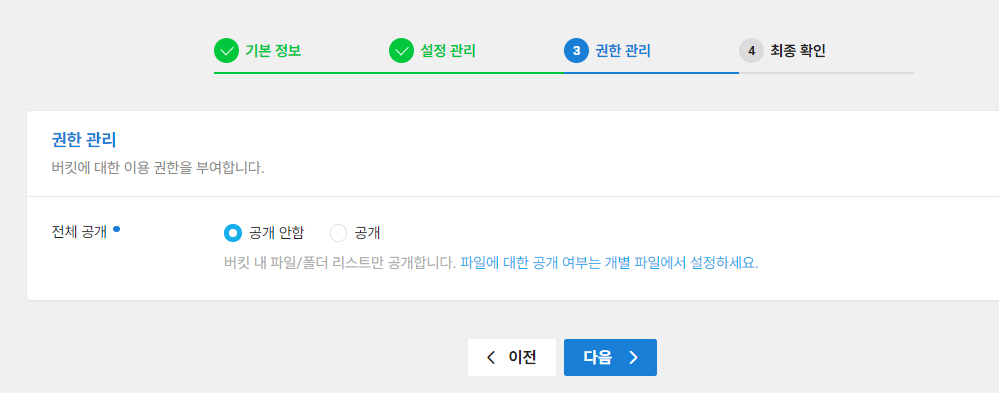 기본 정보
설정 관리
3 권한 관리
4 최종 확인
권한 관리
버킷에 대한 이용 권한을 부여합니다.
전체 공개
공개 안함 공개
버킷 내 파일/폴더 리스트만 공개합니다. 파일에 대한 공개 여부는 개별 파일에서 설정하세요.
이전 다음